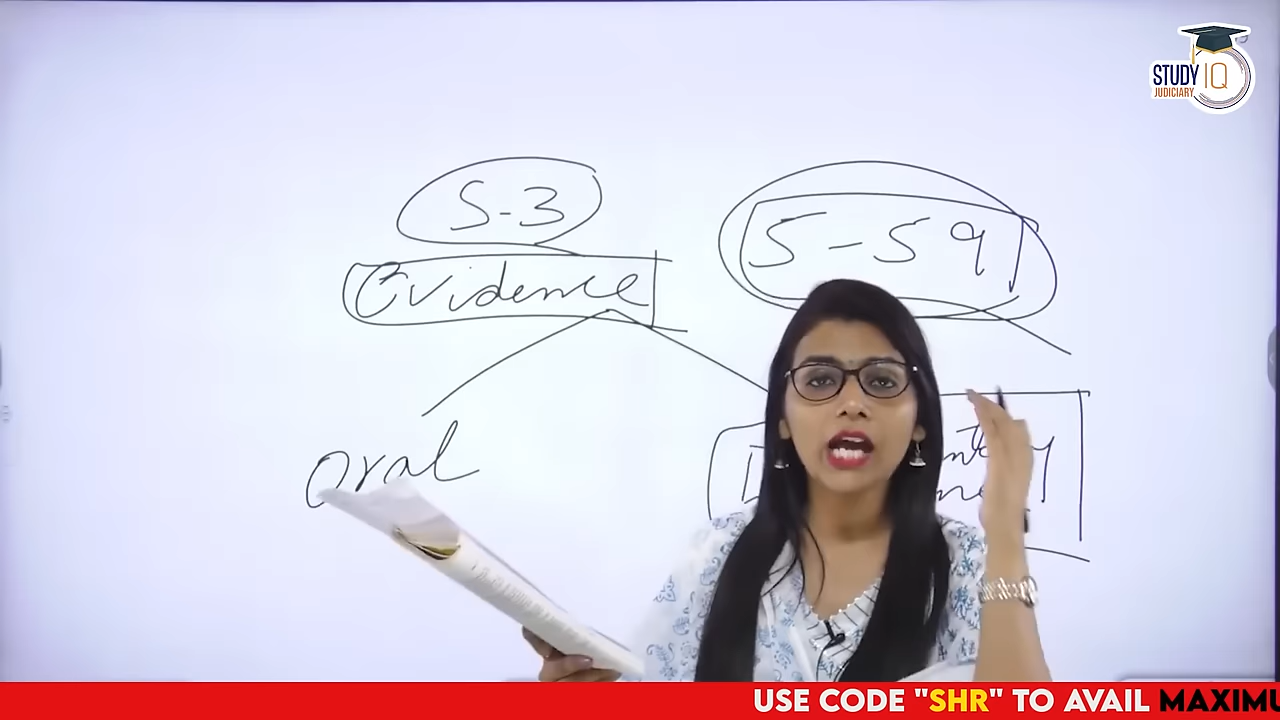 STUDY IQ
JUDICIARY
S-3
S-59
Evidence
oral
USE CODE "SHR" TO AVAIL MAXIMU